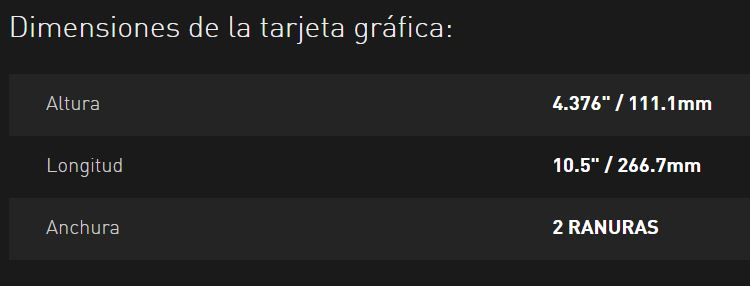 Dimensiones de la tarjeta gráfica:
Altura 4.376" / 111.1mm
Longitud 10.5" / 266.7mm
Anchura 2 RANURAS